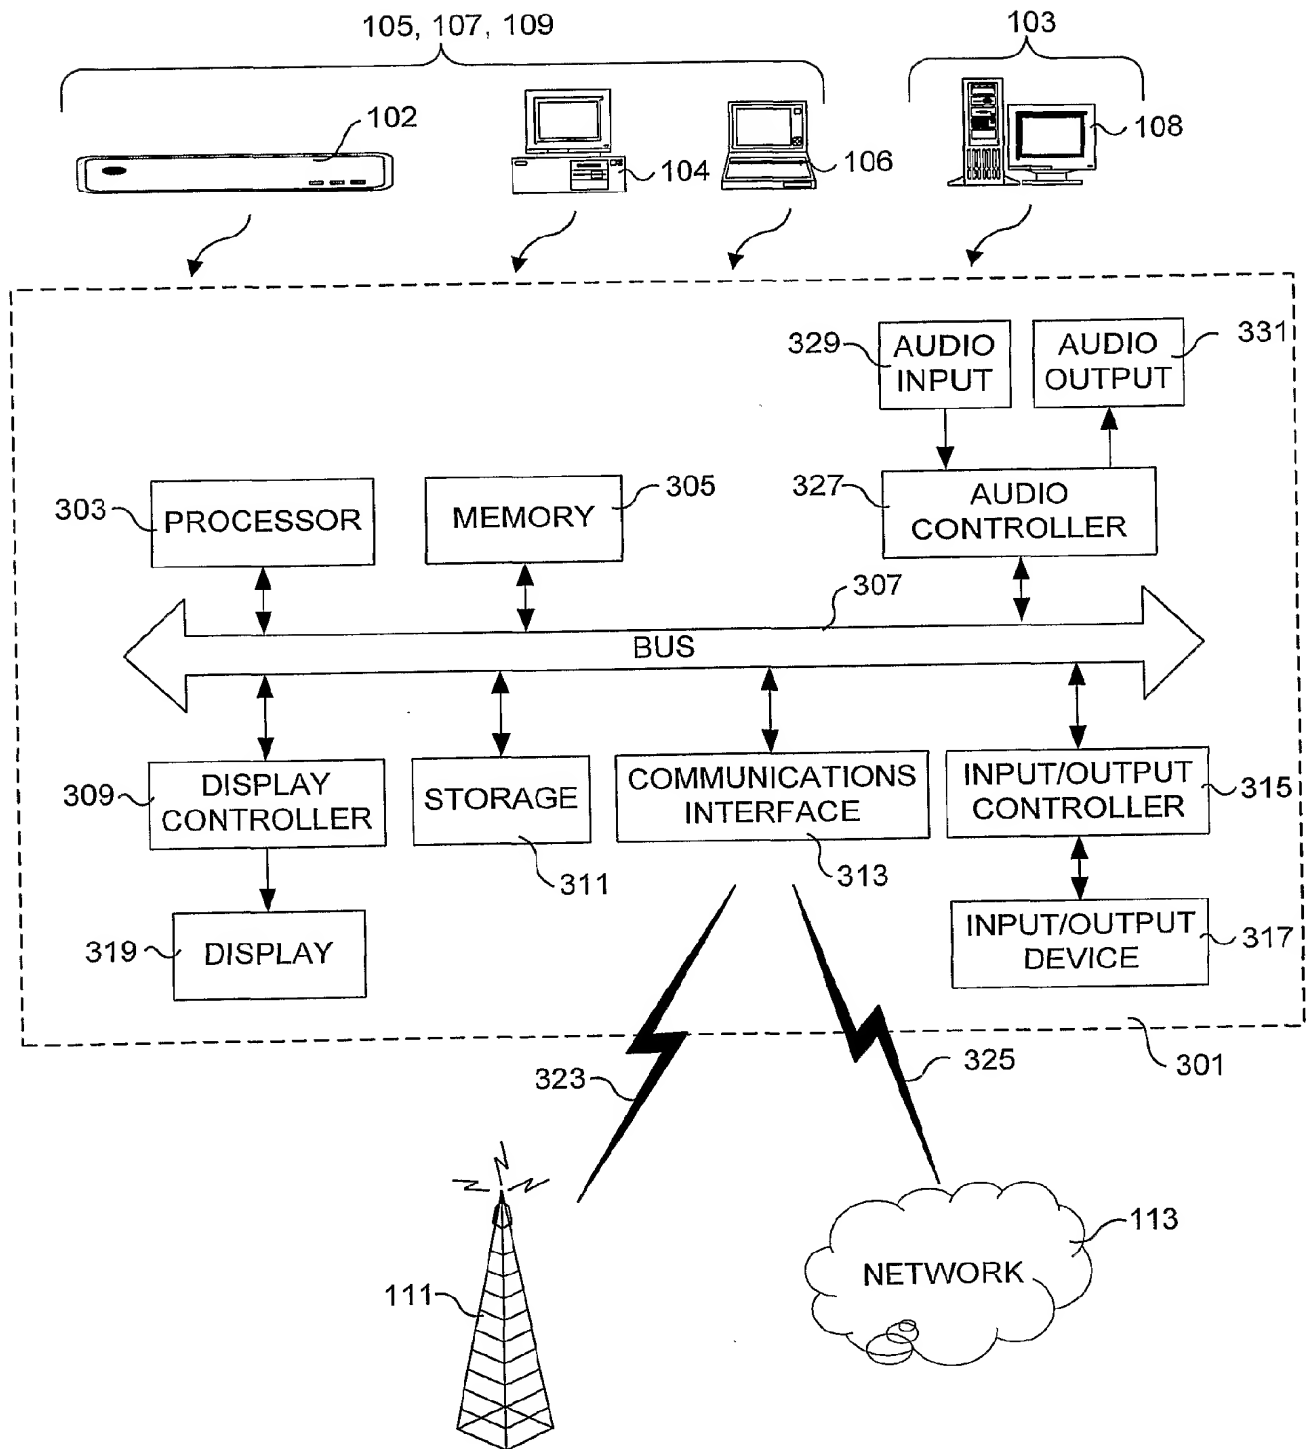 105, 107, 109
103
102
104
106
108
329
AUDIO
INPUT
AUDIO
OUTPUT
331
303
PROCESSOR
MEMORY
305
327
AUDIO
CONTROLLER
307
BUS
309
DISPLAY
CONTROLLER
STORAGE
311
COMMUNICATIONS
INTERFACE
313
INPUT/OUTPUT
CONTROLLER
315
319
DISPLAY
INPUT/OUTPUT
DEVICE
317
323
325
301
111
NETWORK
113